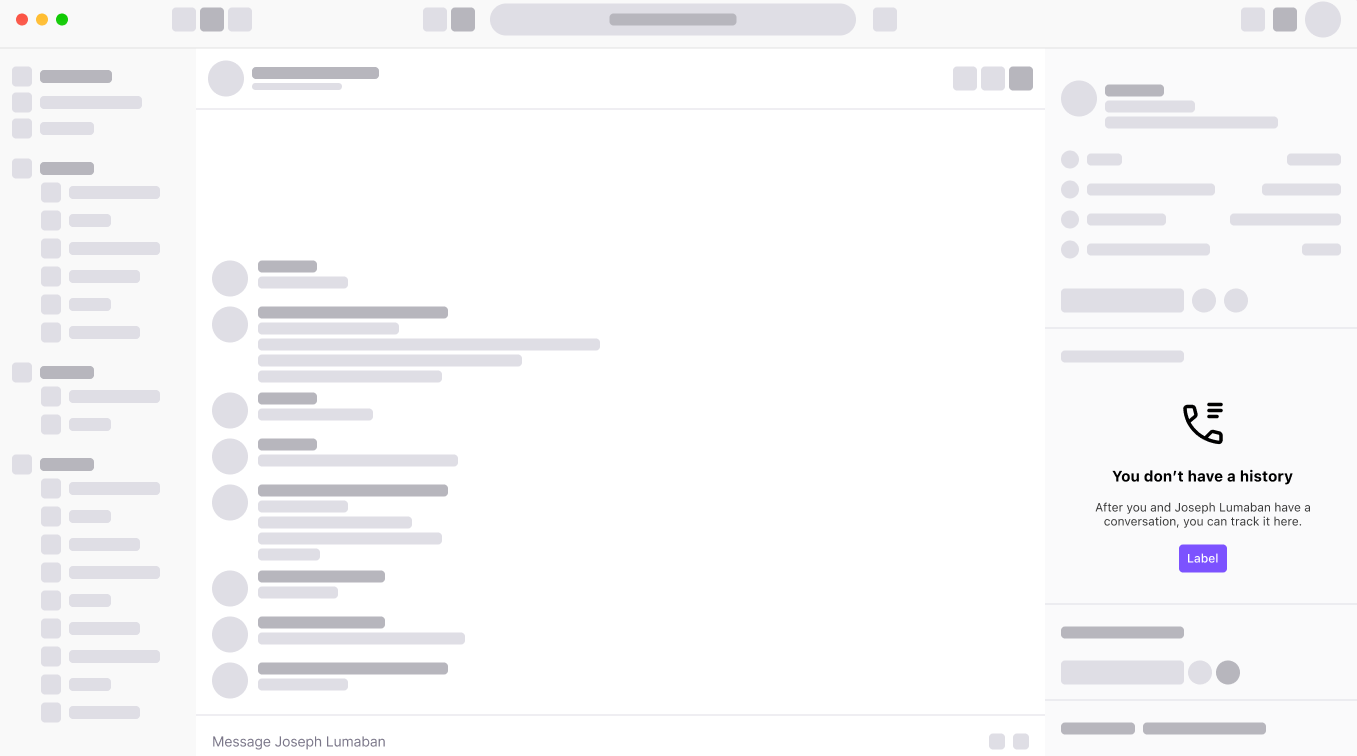 You don’t have a history
After you and Joseph Lumaban have a
conversation, you can track it here.
Label
Message Joseph Lumaban